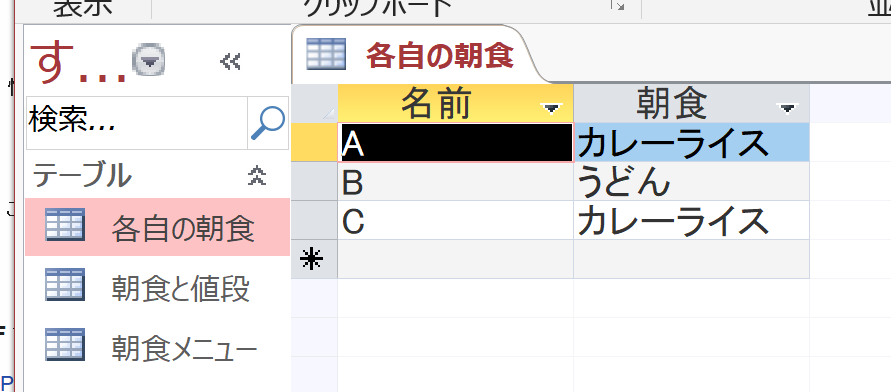 表示
クリップボード
す...
各自の朝食
検索...
名前
朝食
テーブル
A
カレーライス
各自の朝食
B
うどん
C
カレーライス
朝食と値段
朝食メニュー
P